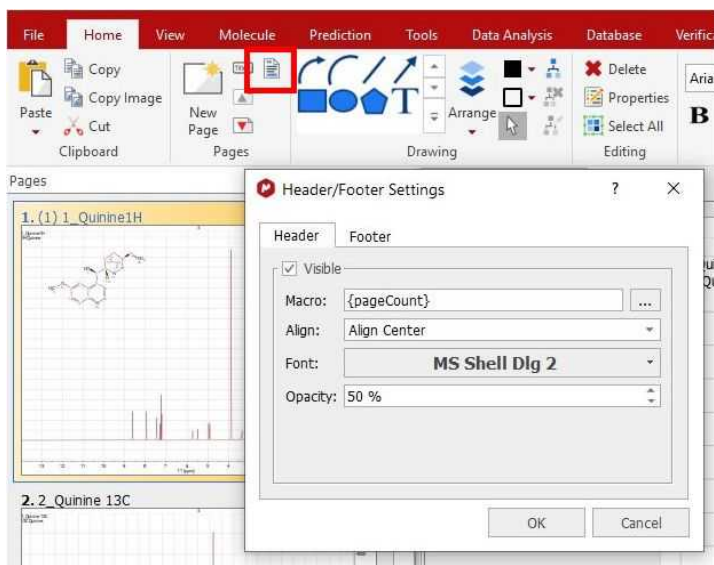 File Home View Molecule Prediction Tools Data Analysis Database Verifica
Copy
Copy Image
Cut
Paste
Clipboard
New
Page
Pages
T
Arrange
Drawing
Delete
Properties
Select All
Editing
Aria
B
Pages
1. (1) 1_Quinine1H
2. 2_Quinine 13C
Header/Footer Settings ? X
Header Footer
Visible
Macro: {pageCount} ...
Align: Align Center
Font: MS Shell Dlg 2
Opacity: 50 %
OK Cancel